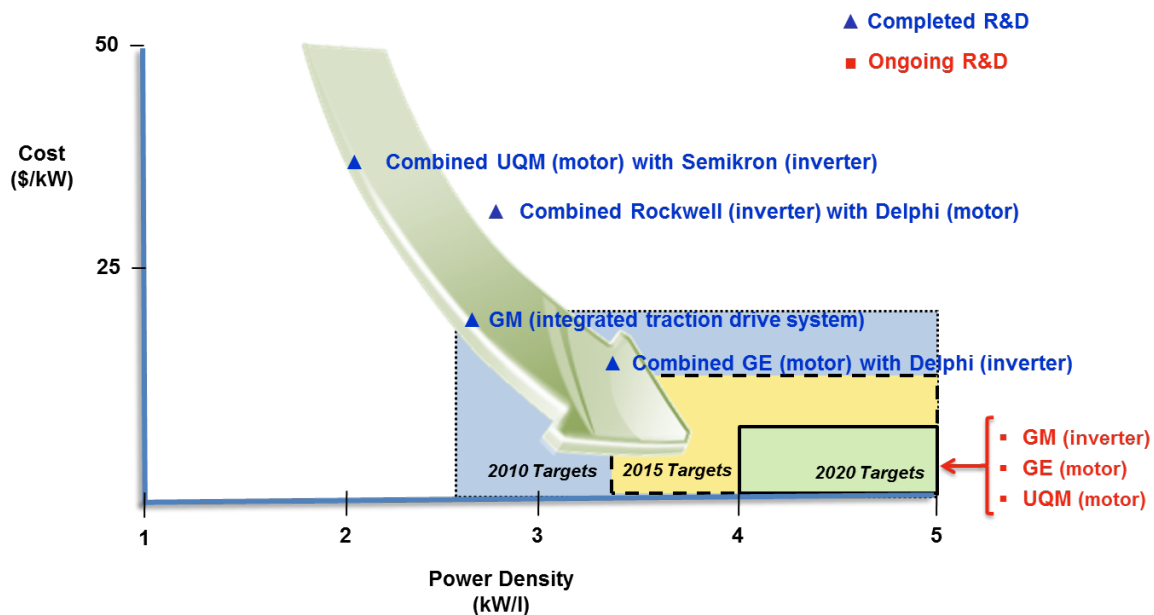 ▲ Completed R&D
■ Ongoing R&D
50
Cost
($/kW)
▲ Combined UQM (motor) with Semikron (inverter)
▲ Combined Rockwell (inverter) with Delphi (motor)
25
▲ GM (integrated traction drive system)
▲ Combined GE (motor) with Delphi (inverter)
2010 Targets
2015 Targets
2020 Targets
▪ GM (inverter)
▪ GE (motor)
▪ UQM (motor)
1 2 3 4 5
Power Density
(kW/l)